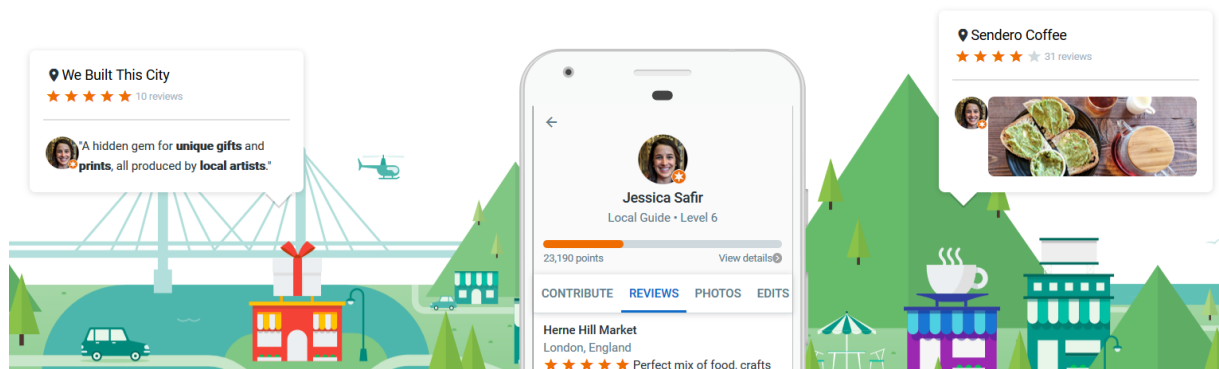 We Built This City
10 reviews
"A hidden gem for unique gifts and
prints, all produced by local artists."
Jessica Safir
Local Guide • Level 6
23,190 points
View details
CONTRIBUTE REVIEWS PHOTOS EDITS
Herne Hill Market
London, England
Perfect mix of food, crafts
Sendero Coffee
31 reviews